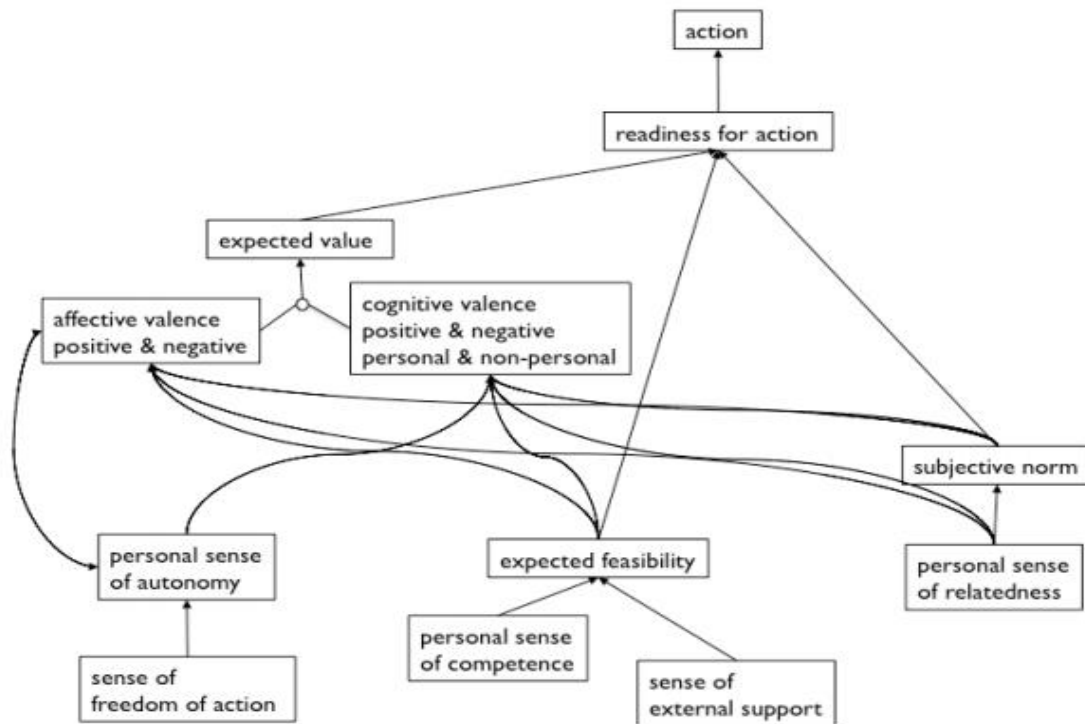 action
readiness for action
expected value
affective valence
positive & negative
cognitive valence
positive & negative
personal & non-personal
subjective norm
personal sense
of autonomy
expected feasibility
personal sense
of relatedness
personal sense
of competence
sense of
freedom of action
sense of
external support